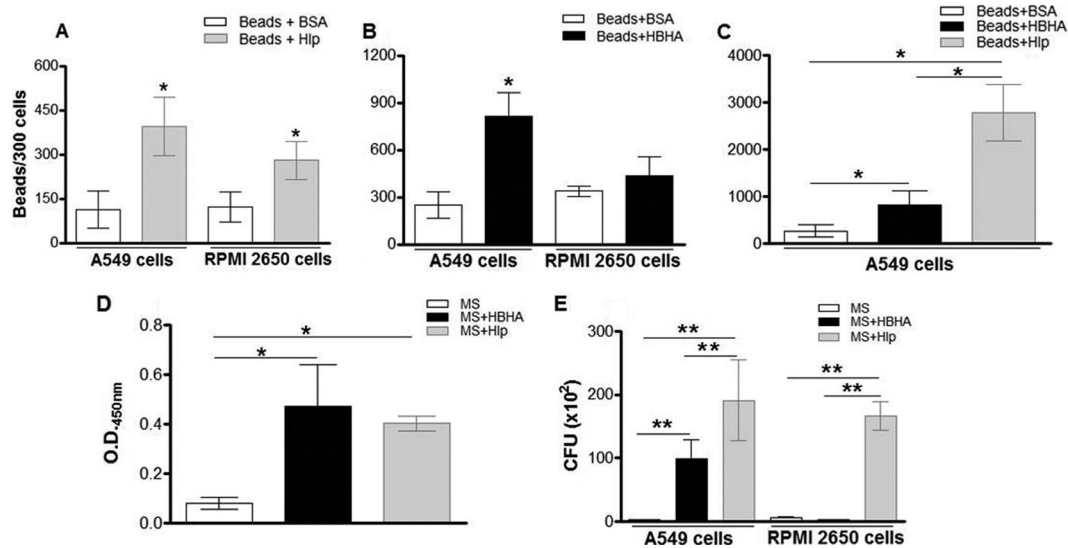 A
Beads + BSA
Beads + Hlp
Beads/300 cells
600
450
300
150
0
*
*
A549 cells
RPMI 2650 cells
B
Beads+BSA
Beads+HBHA
1200
900
600
300
0
*
A549 cells
RPMI 2650 cells
C
Beads+BSA
Beads+HBHA
Beads+Hlp
4000
3000
2000
1000
0
*
*
*
A549 cells
D
MS
MS+HBHA
MS+Hlp
O.D.-450nm
0.8
0.6
0.4
0.2
0.0
*
*
E
MS
MS+HBHA
MS+Hlp
CFU (x10²)
300
200
100
0
**
**
**
**
**
A549 cells
RPMI 2650 cells